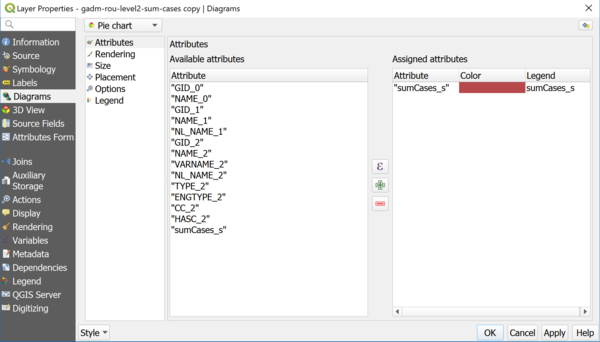 Layer Properties - gadm-rou-level2-sum-cases copy | Diagrams
Information
Source
Symbology
Labels
Diagrams
3D View
Source Fields
Attributes Form
Joins
Auxiliary
Storage
Actions
Display
Rendering
Variables
Metadata
Dependencies
Legend
QGIS Server
Digitizing
Pie chart
Attributes
Rendering
Size
Placement
Options
Legend
Attributes
Available attributes
Attribute
"GID_0"
"NAME_0"
"GID_1"
"NAME_1"
"NL_NAME_1"
"GID_2"
"NAME_2"
"VARNAME_2"
"NL_NAME_2"
"TYPE_2"
"ENGTYPE_2"
"CC_2"
"HASC_2"
"sumCases_s"
ε
Assigned attributes
Attribute Color Legend
"sumCases_s" sumCases_s
Style OK Cancel Apply Help